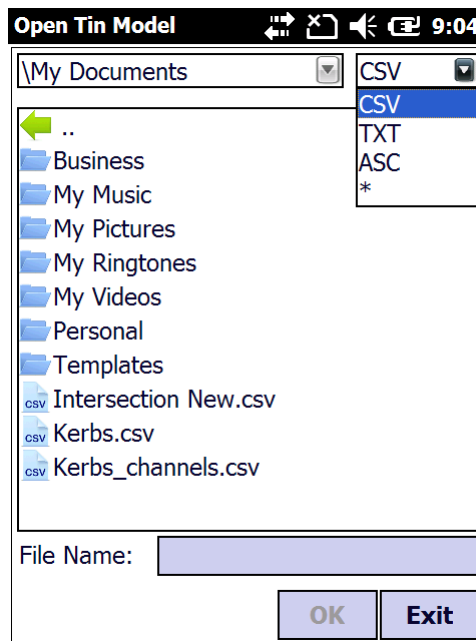 Open Tin Model 9:04
\My Documents CSV
CSV
TXT
ASC
*
..
Business
My Music
My Pictures
My Ringtones
My Videos
Personal
Templates
csv Intersection New.csv
csv Kerbs.csv
csv Kerbs_channels.csv
File Name:
OK Exit